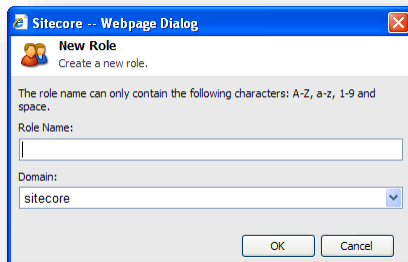 Sitecore -- Webpage Dialog
New Role
Create a new role.
The role name can only contain the following characters: A-Z, a-z, 1-9 and
space.
Role Name:
Domain:
sitecore
OK Cancel